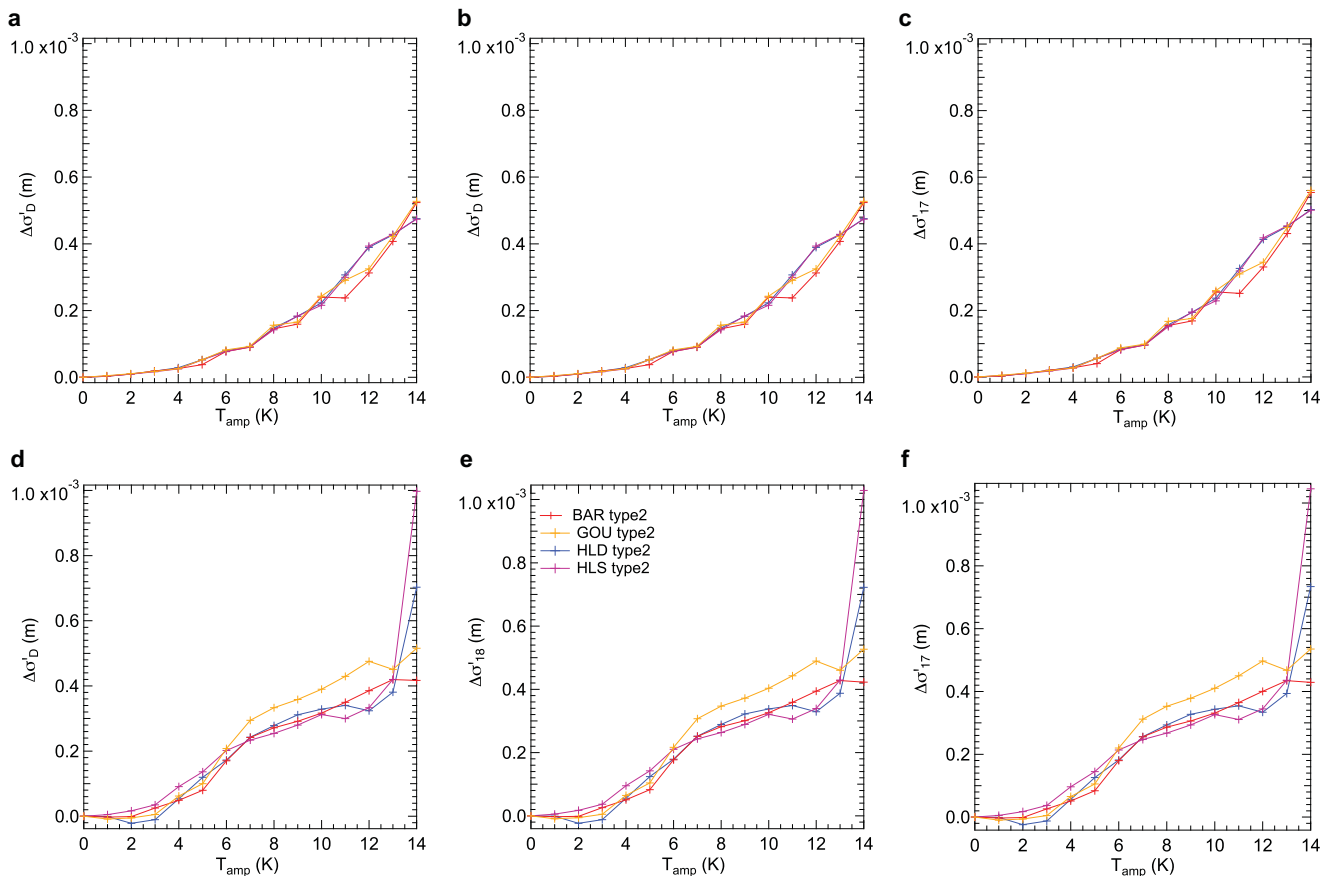 a
1.0 x10⁻³
0.8
0.6
0.4
0.2
0.0
Δσ'D (m)
0 2 4 6 8 10 12 14
Tamp (K)
b
1.0 x10⁻³
0.8
0.6
0.4
0.2
0.0
Δσ'D (m)
0 2 4 6 8 10 12 14
Tamp (K)
c
1.0 x10⁻³
0.8
0.6
0.4
0.2
0.0
Δσ'17 (m)
0 2 4 6 8 10 12 14
Tamp (K)
d
1.0 x10⁻³
0.8
0.6
0.4
0.2
0.0
Δσ'D (m)
0 2 4 6 8 10 12 14
Tamp (K)
e
1.0 x10⁻³
0.8
0.6
0.4
0.2
0.0
Δσ'18 (m)
BAR type2
GOU type2
HLD type2
HLS type2
0 2 4 6 8 10 12 14
Tamp (K)
f
1.0 x10⁻³
0.8
0.6
0.4
0.2
0.0
Δσ'17 (m)
0 2 4 6 8 10 12 14
Tamp (K)